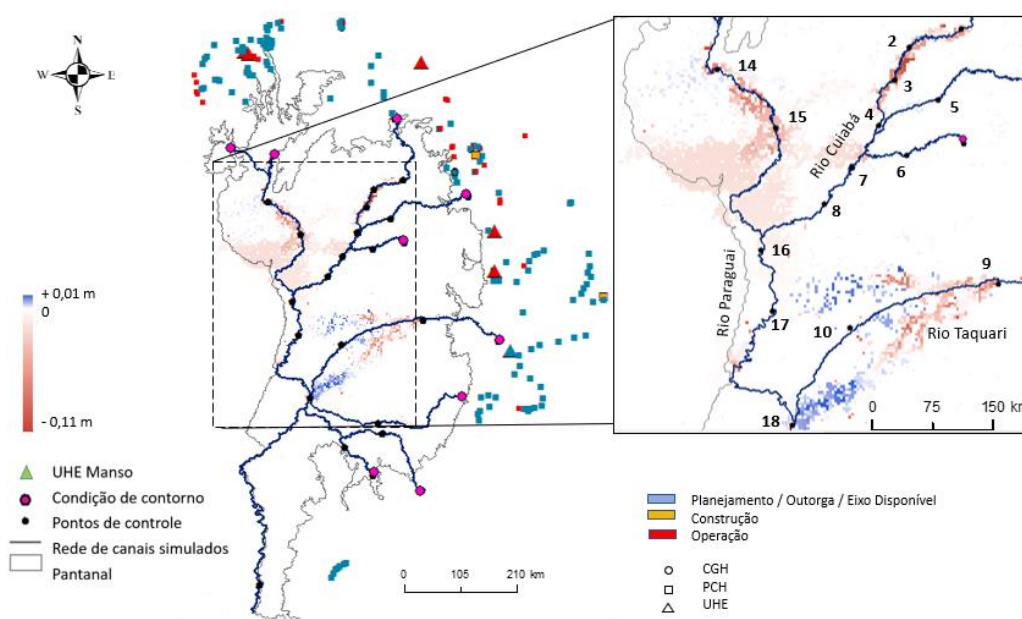 N
W E
S
14
15
2
3
4
5
6
7
8
Rio Cuiabá
16
9
Rio Paraguai
17
10
Rio Taquari
18
0 75 150 km
+ 0,01 m
0
- 0,11 m
UHE Manso
Condição de contorno
Pontos de controle
Rede de canais simulados
Pantanal
0 105 210 km
Planejamento / Outorga / Eixo Disponível
Construção
Operação
CGH
PCH
UHE